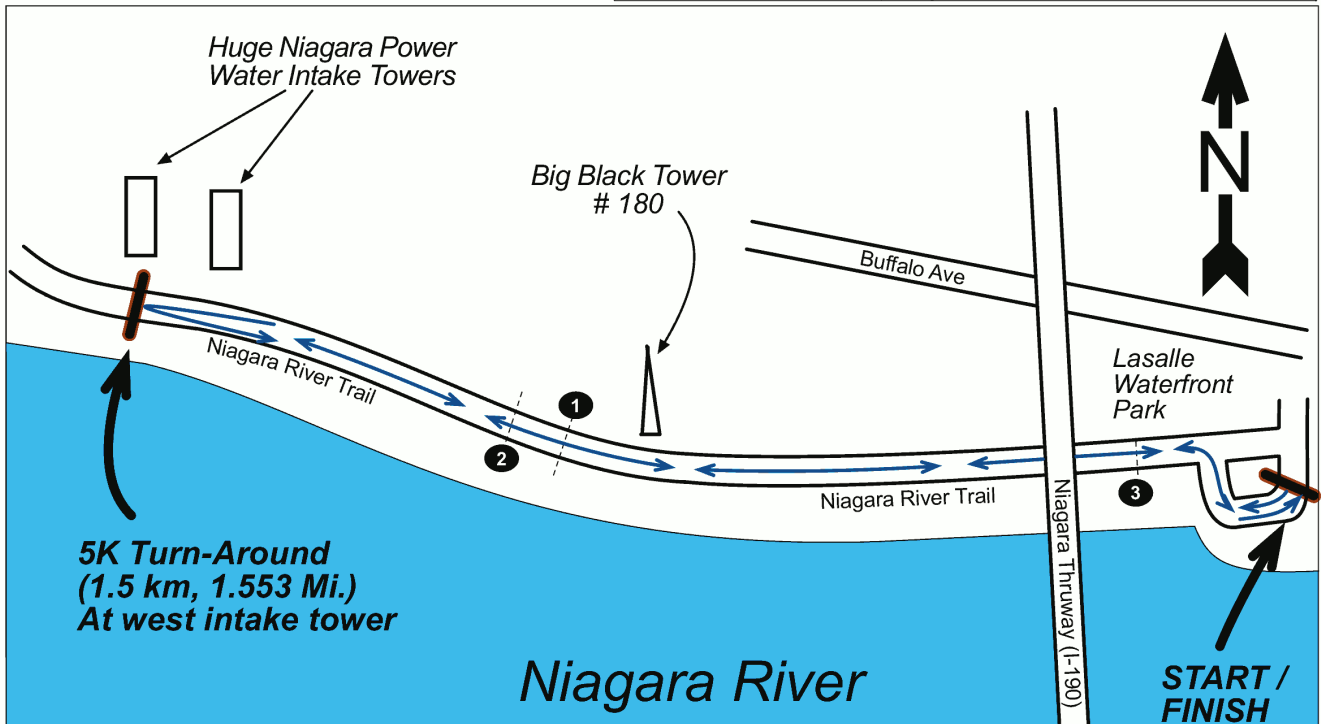 Huge Niagara Power
Water Intake Towers
Big Black Tower
# 180
N
Buffalo Ave
Lasalle
Waterfront
Park
Niagara River Trail
1
2
3
Niagara River Trail
Niagara Thruway (I-190)
5K Turn-Around
(1.5 km, 1.553 Mi.)
At west intake tower
Niagara River
START /
FINISH